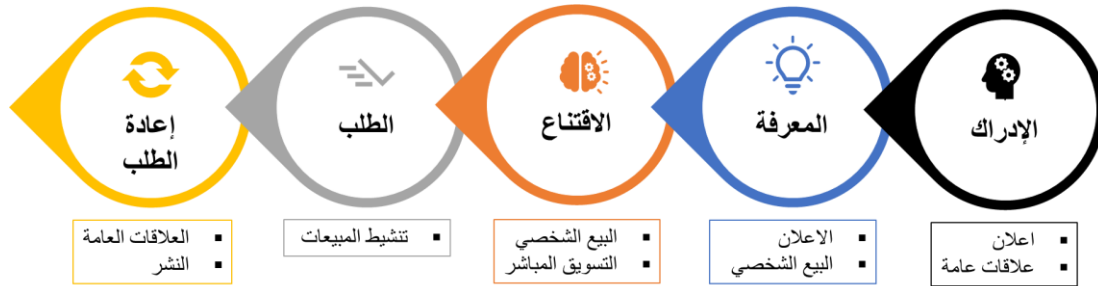 الإدراك
اعلان
علاقات عامة
المعرفة
الاعلان
البيع الشخصي
الاقتناع
البيع الشخصي
التسويق المباشر
الطلب
تنشيط المبيعات
إعادة
الطلب
العلاقات العامة
النشر